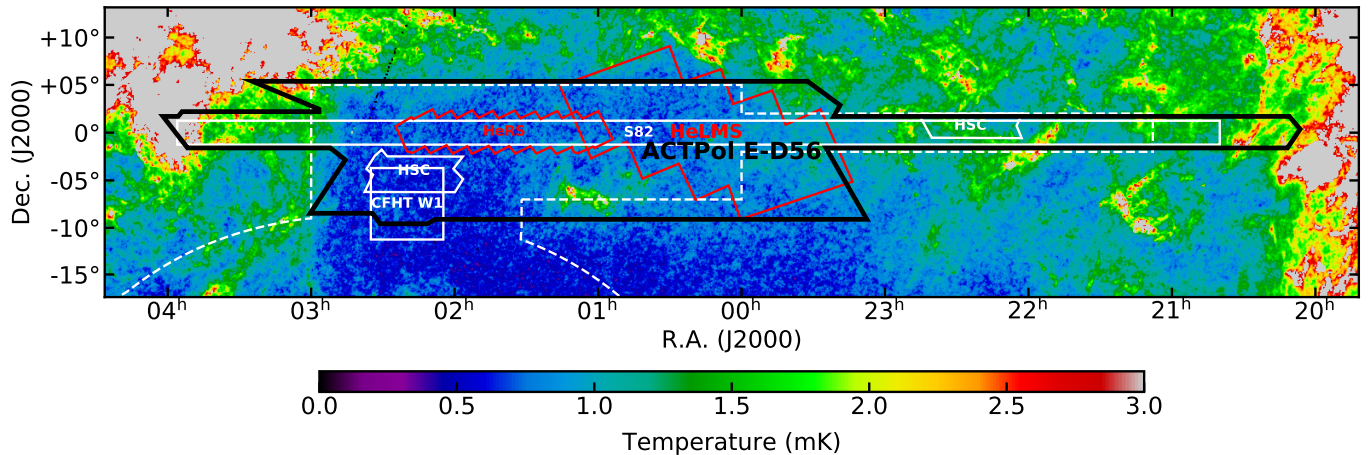 +10°
+05°
0°
-05°
-10°
-15°
Dec. (J2000)
HeRS
S82
HeLMS
HSC
ACTPol E-D56
HSC
CFHT W1
04h
03h
02h
01h
00h
23h
22h
21h
20h
R.A. (J2000)
0.0
0.5
1.0
1.5
2.0
2.5
3.0
Temperature (mK)